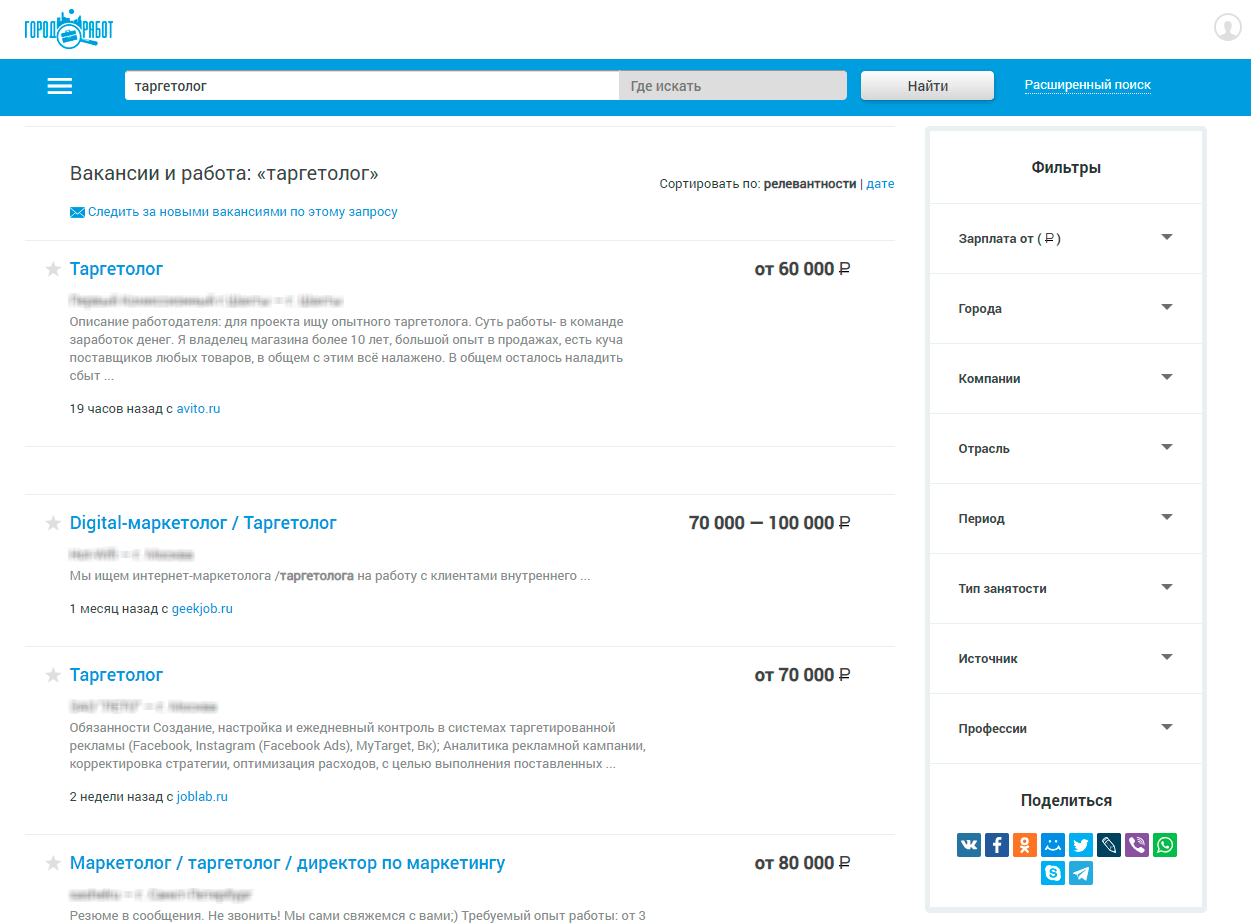 ГОРОД РАБОТ
таргетолог
Где искать
Найти
Расширенный поиск
Вакансии и работа: «таргетолог»
Сортировать по: релевантности | дате
Следить за новыми вакансиями по этому запросу
Таргетолог
от 60 000 ₽
Описание работодателя: для проекта ищу опытного таргетолога. Суть работы- в команде
заработок денег. Я владелец магазина более 10 лет, большой опыт в продажах, есть куча
поставщиков любых товаров, в общем с этим всё налажено. В общем осталось наладить
сбыт ...
19 часов назад с avito.ru
Digital-маркетолог / Таргетолог
70 000 — 100 000 ₽
Мы ищем интернет-маркетолога /таргетолога на работу с клиентами внутреннего ...
1 месяц назад с geekjob.ru
Таргетолог
от 70 000 ₽
Обязанности Создание, настройка и ежедневный контроль в системах таргетированной
рекламы (Facebook, Instagram (Facebook Ads), MyTarget, Вк); Аналитика рекламной кампании,
корректировка стратегии, оптимизация расходов, с целью выполнения поставленных ...
2 недели назад с joblab.ru
Маркетолог / таргетолог / директор по маркетингу
от 80 000 ₽
Резюме в сообщения. Не звонить! Мы сами свяжемся с вами;) Требуемый опыт работы: от 3
Фильтры
Зарплата от ( ₽ )
Города
Компании
Отрасль
Период
Тип занятости
Источник
Профессии
Поделиться